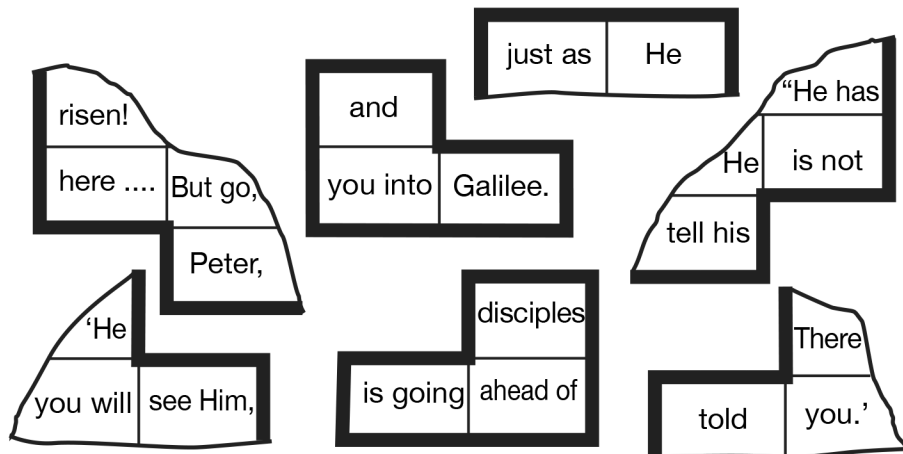 just as He
"He has
risen!
and
He is not
here ....
But go,
you into Galilee.
tell his
Peter,
disciples
'He
There
is going ahead of
you will see Him,
told you.'